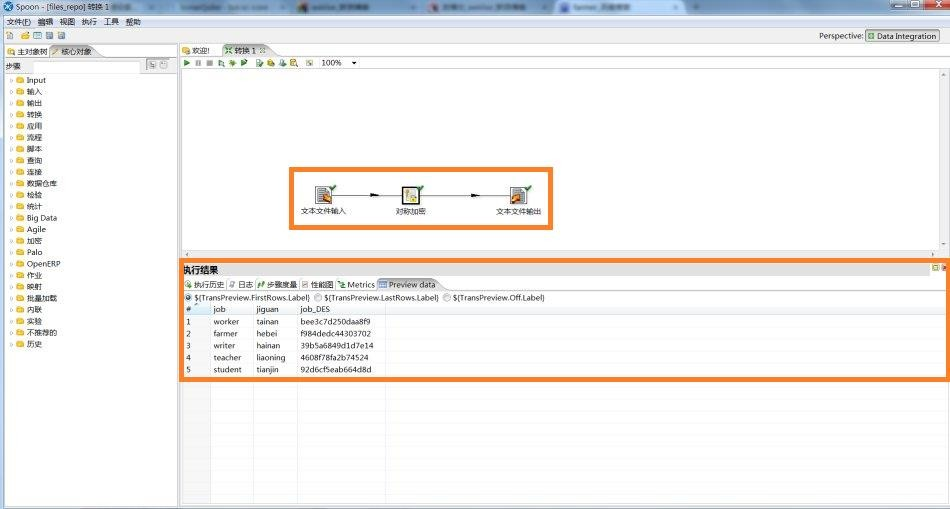 Spoon - [files_repo] 转换 1
文件(F) 编辑 视图 执行 工具 帮助
Perspective: Data Integration
主对象树 核心对象
欢迎! 转换 1
步骤
100%
Input
输入
输出
转换
应用
流程
脚本
查询
连接
数据仓库
检验
统计
Big Data
Agile
加密
Palo
OpenERP
作业
映射
批量加载
内联
实验
不推荐的
历史
文本文件输入 对称加密 文本文件输出
执行结果
执行历史 日志 步骤度量 性能图 Metrics Preview data
${TransPreview.FirstRows.Label} ${TransPreview.LastRows.Label} ${TransPreview.Off.Label}
# job jiguan job_DES
1 worker tainan bee3c7d250daa8f9
2 farmer hebei f984dedc44303702
3 writer hainan 39b5a6849d1d7e14
4 teacher liaoning 4608f78fa2b74524
5 student tianjin 92d6cf5eab664d8d